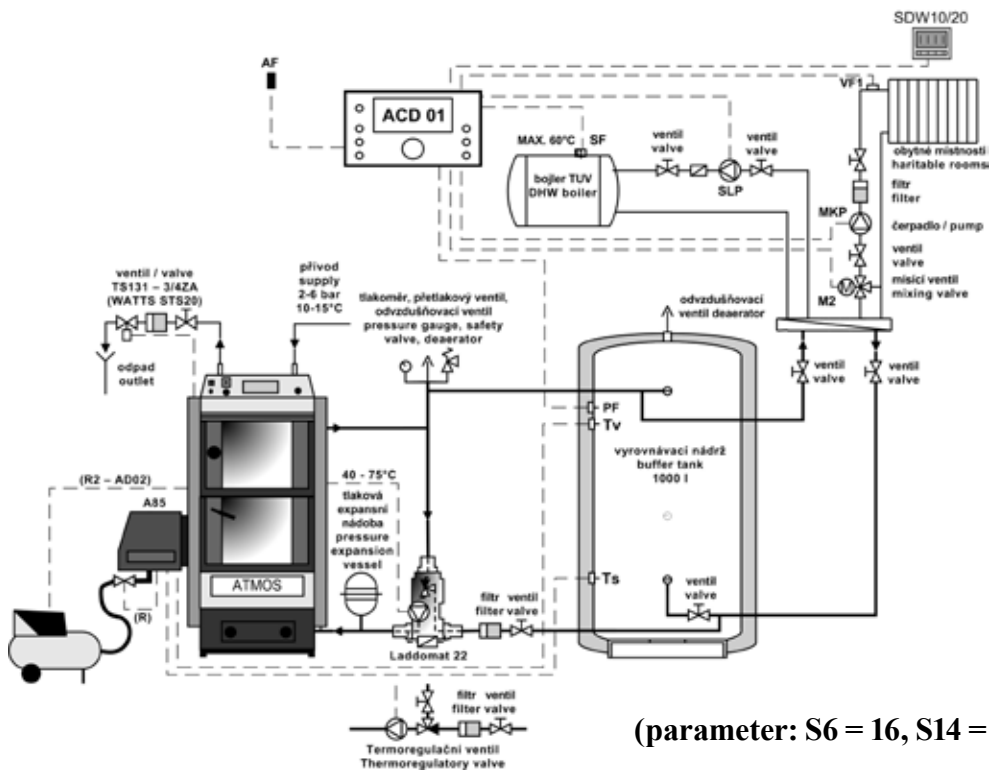 SDW10/20
AF
VF1
ACD 01
MAX. 60°C
SF
ventil
valve
ventil
valve
bojler TUV
DHW boiler
SLP
obytné místnosti
haritable rooms
filtr
filter
MKP
čerpadlo / pump
ventil
valve
misící ventil
mixing valve
M2
ventil / valve
TS131 – 3/4ZA
(WATTS STS20)
přívod
supply
2-6 bar
10-15°C
tlakoměr, přetlakový ventil,
odvzdušňovací ventil
pressure gauge, safety
valve, deaerator
odvzdušňovací
ventil deaerator
odpad
outlet
ventil
valve
ventil
valve
PF
Tv
vyrovnávací nádrž
buffer tank
1000 l
(R2 – AD02)
A85
40 - 75°C
tlaková
expansní
nádoba
pressure
expansion
vessel
ATMOS
(R)
Ts
ventil
valve
filtr ventil
filter valve
Laddomat 22
filtr ventil
filter valve
Termoregulační ventil
Thermoregulatory valve
(parameter: S6 = 16, S14 =